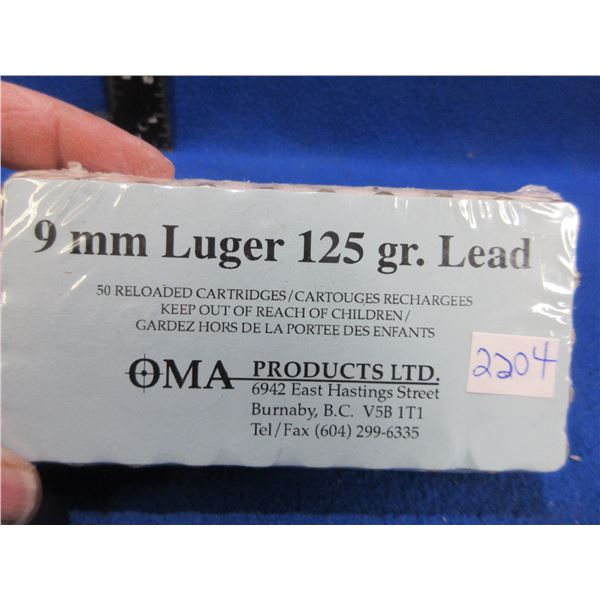 9 mm Luger 125 gr. Lead
50 RELOADED CARTRIDGES/CARTOUGES RECHARGEES
KEEP OUT OF REACH OF CHILDREN/
GARDEZ HORS DE LA PORTEE DES ENFANTS
OMA PRODUCTS LTD.
6942 East Hastings Street
Burnaby, B.C. V5B 1T1
Tel/Fax (604) 299-6335
2204